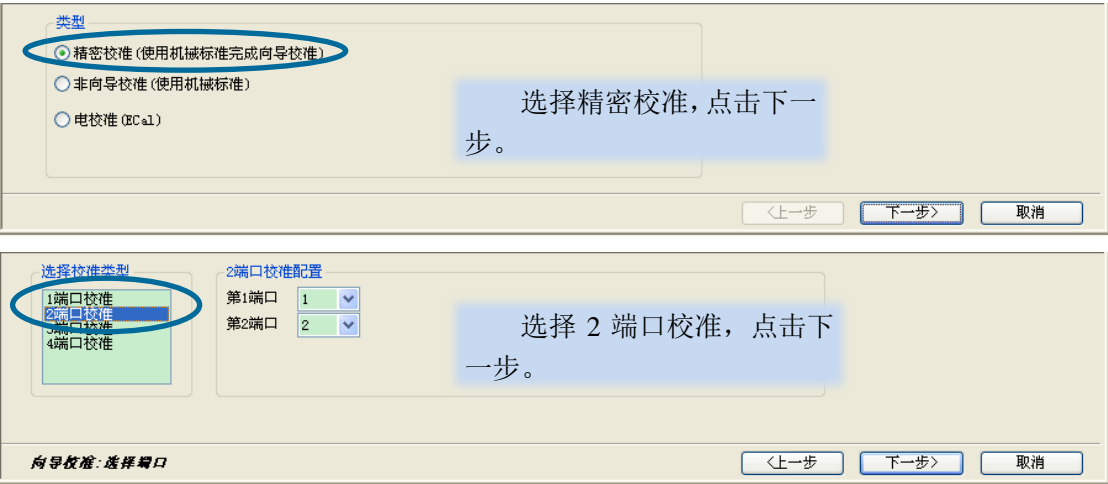 类型
精密校准(使用机械标准完成向导校准)
非向导校准(使用机械标准)
电校准(ECal)
选择精密校准,点击下一
步。
<上一步 下一步> 取消
选择校准类型
1端口校准
2端口校准
3端口校准
4端口校准
2端口校准配置
第1端口 1
第2端口 2
选择 2 端口校准，点击下
一步。
向导校准:选择端口
<上一步 下一步> 取消